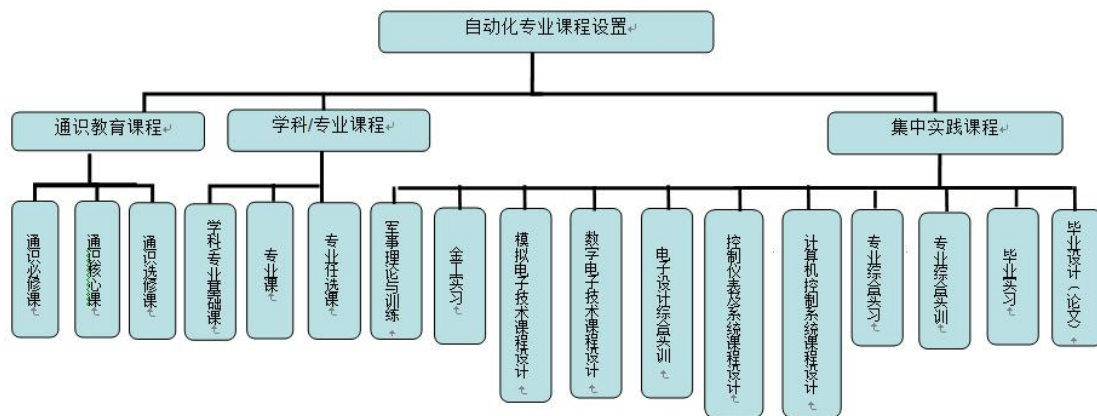 自动化专业课程设置
通识教育课程
学科/专业课程
集中实践课程
通识必修课
通识核心课
通识选修课
学科/专业基础课
专业课
专业任选课
军事理论与训练
金工实习
模拟电子技术课程设计
数字电子技术课程设计
电子设计综合实训
控制仪表及系统课程设计
计算机控制系统课程设计
专业综合实习
专业综合实训
毕业实习
毕业设计（论文）